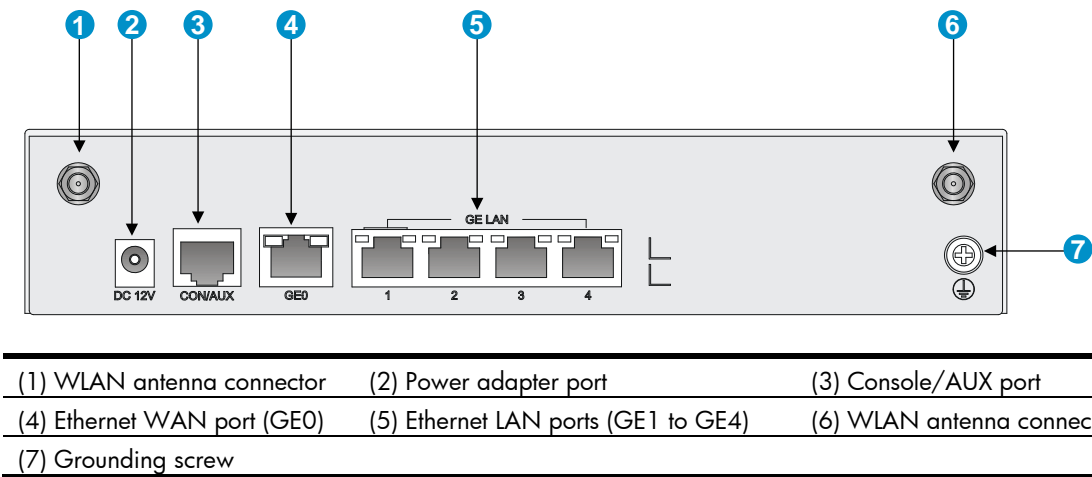 1 2 3 4 5 6
GE LAN
7
DC 12V CON/AUX GE0 1 2 3 4
(1) WLAN antenna connector (2) Power adapter port (3) Console/AUX port
(4) Ethernet WAN port (GE0) (5) Ethernet LAN ports (GE1 to GE4) (6) WLAN antenna connec
(7) Grounding screw